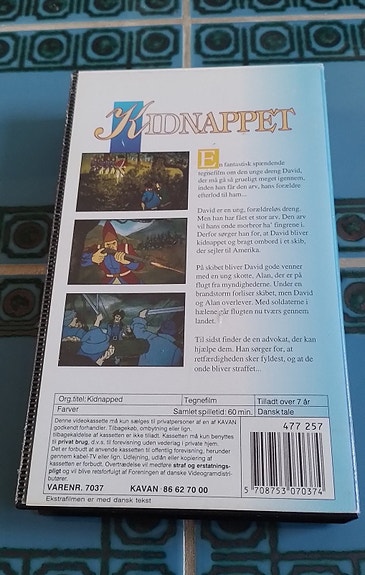 KIDNAPPET
En fantastisk spændende
tegnefilm om den unge dreng David,
der må gå så grueligt meget igennem,
inden han får den arv, hans forældre
efterlod til ham...
David er en ung, forældreløs dreng.
Men han har fået et stor arv. Den arv
vil hans onde morbror ha' fingrene i.
Derfor sørger han for, at David bliver
kidnappet og bragt ombord i et skib,
der sejler til Amerika.
På skibet bliver David gode venner
med en ung skotte, Alan, der er på
flugt fra myndighederne. Under en
brandstorm forliser skibet, men David
og Alan overlever. Med soldaterne i
hælene går flugten nu tværs gennem
landet.
Til sidst finder de en advokat, der kan
hjælpe dem. Han sørger for, at
retfærdigheden sker fyldest, og at de
onde bliver straffet...
Org.titel: Kidnapped Tegnefilm Tilladt over 7 år
Farver Samlet spilletid: 60 min. Dansk tale
Denne videokassette må kun sælges til privatpersoner af en af KAVAN
godkendt forhandler. Tilbagekøb, ombytning eller lign.
tilbagekaldelse af kassetten er ikke tilladt. Kassetten må kun benyttes
til privat brug, d.v.s. til forevisning uden vederlag i private hjem.
Det er forbudt at anvende kassetten til offentlig forevisning, herunder
gennem kabel-TV eller lign. Udlejning, udlån eller kopiering af
kassetten er forbudt. Overtrædelse vil medføre straf og erstatnings-
pligt og vi blive retsforfulgt af Foreningen af danske Videogramdistri-
butører.
VARENR. 7037 KAVAN 86 62 70 00
477 257
5 708753 070374
Ekstrafilmen er med dansk tekst